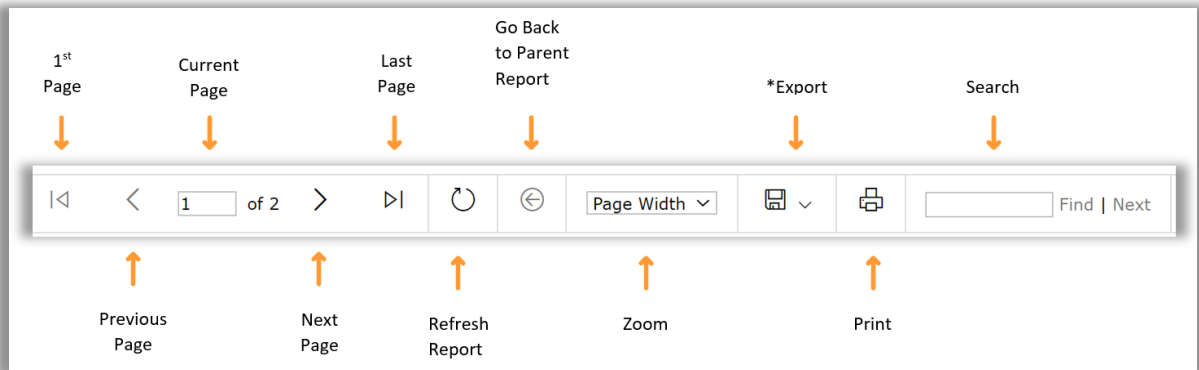 Go Back
to Parent
Report
1st
Page
Current
Page
Last
Page
*Export
Search
1
of 2
Page Width
Find | Next
Previous
Page
Next
Page
Refresh
Report
Zoom
Print